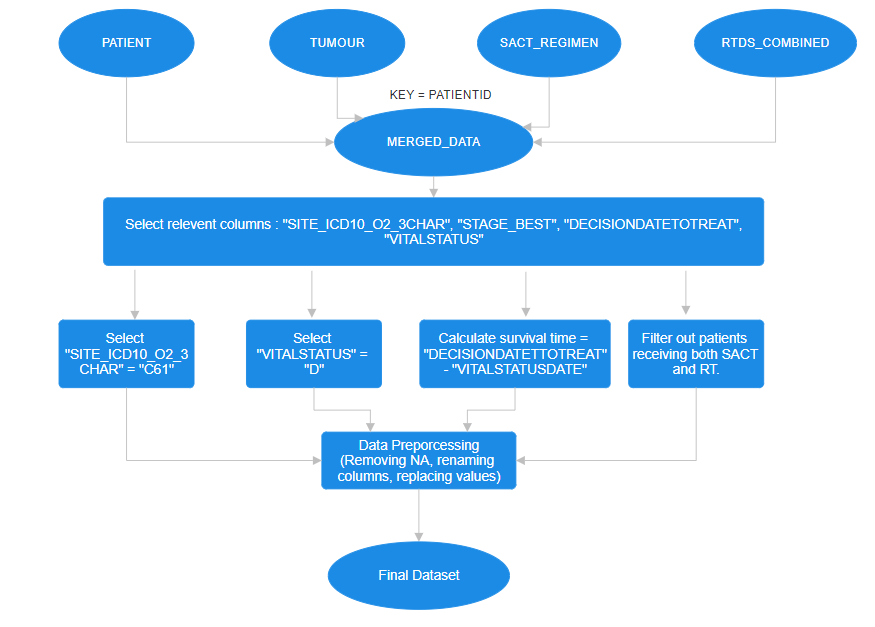 PATIENT
TUMOUR
SACT_REGIMEN
RTDS_COMBINED
KEY = PATIENTID
MERGED_DATA
Select relevent columns : "SITE_ICD10_O2_3CHAR", "STAGE_BEST", "DECISIONDATETOTREAT",
"VITALSTATUS"
Select
"SITE_ICD10_O2_3
CHAR" = "C61"
Select
"VITALSTATUS" =
"D"
Calculate survival time =
"DECISIONDATETTOTREAT"
- "VITALSTATUSDATE"
Filter out patients
receiving both SACT
and RT.
Data Preporcessing
(Removing NA, renaming
columns, replacing values)
Final Dataset